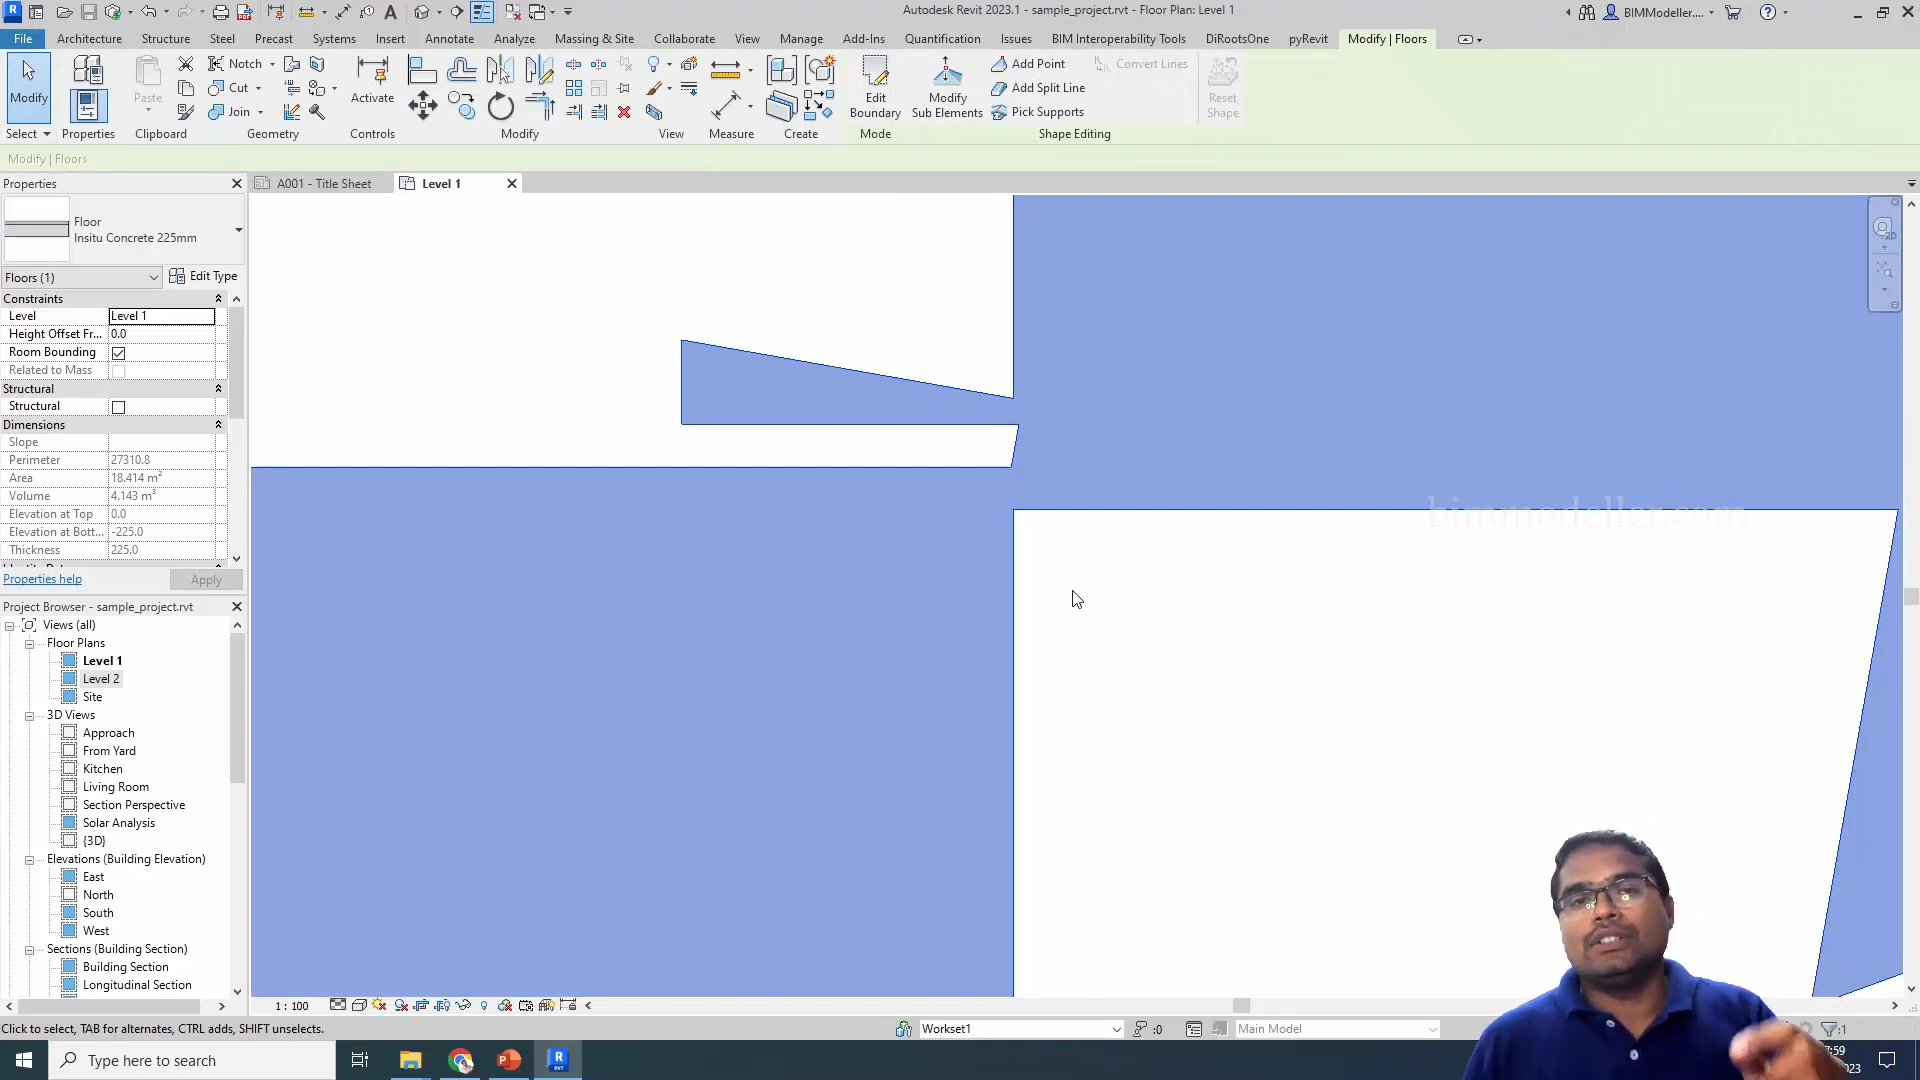 Autodesk Revit 2023.1 - sample_project.rvt - Floor Plan: Level 1
BIMModeller....
File Architecture Structure Steel Precast Systems Insert Annotate Analyze Massing & Site Collaborate View Manage Add-Ins Quantification Issues BIM Interoperability Tools DiRootsOne pyRevit Modify | Floors
Modify
Paste
Notch
Cut
Join
Activate
Edit Boundary
Modify Sub Elements
Add Point
Convert Lines
Add Split Line
Pick Supports
Reset Shape
Select Properties Clipboard Geometry Controls Modify View Measure Create Mode Shape Editing
Modify | Floors
Properties
A001 - Title Sheet
Level 1
Floor
Insitu Concrete 225mm
Floors (1)
Edit Type
Constraints
Level Level 1
Height Offset Fr... 0.0
Room Bounding
Related to Mass
Structural
Structural
Dimensions
Slope
Perimeter 27310.8
Area 18.414 m²
Volume 4.143 m³
Elevation at Top 0.0
Elevation at Bott... -225.0
Thickness 225.0
Properties help
Apply
Project Browser - sample_project.rvt
Views (all)
Floor Plans
Level 1
Level 2
Site
3D Views
Approach
From Yard
Kitchen
Living Room
Section Perspective
Solar Analysis
{3D}
Elevations (Building Elevation)
East
North
South
West
Sections (Building Section)
Building Section
Longitudinal Section
bimmodeller.com
1 : 100
Click to select, TAB for alternates, CTRL adds, SHIFT unselects.
Workset1
:0
Main Model
:1
Type here to search